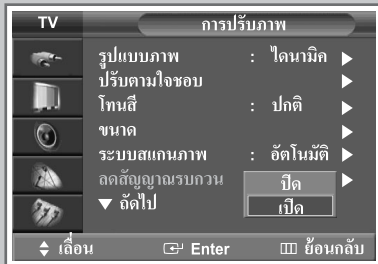 TV การปรับภาพ
รูปแบบภาพ : ไดนามิค ▶
ปรับตามใจชอบ ▶
โทนสี : ปกติ ▶
ขนาด ▶
ระบบสแกนภาพ : อัตโนมัติ ▶
ลดสัญญาณรบกวน ปิด ▶
▼ ถัดไป เปิด
เลื่อน Enter ย้อนกลับ